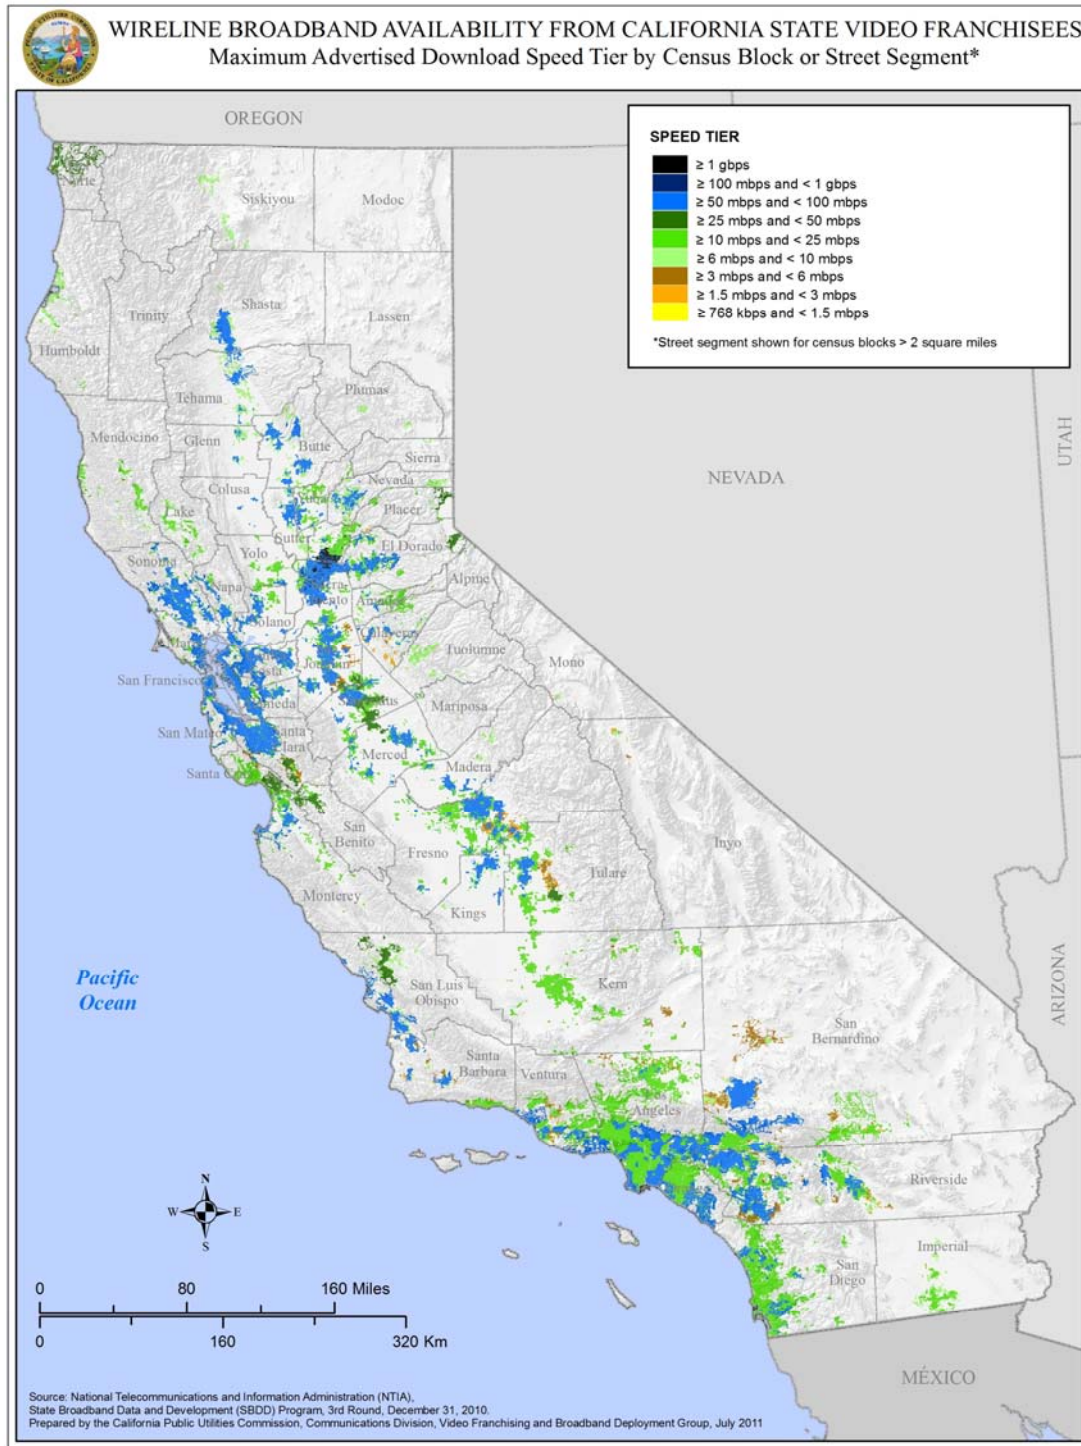 WIRELINE BROADBAND AVAILABILITY FROM CALIFORNIA STATE VIDEO FRANCHISEES
Maximum Advertised Download Speed Tier by Census Block or Street Segment*
OREGON
SPEED TIER
≥ 1 gbps
≥ 100 mbps and < 1 gbps
≥ 50 mbps and < 100 mbps
≥ 25 mbps and < 50 mbps
≥ 10 mbps and < 25 mbps
≥ 6 mbps and < 10 mbps
≥ 3 mbps and < 6 mbps
≥ 1.5 mbps and < 3 mbps
≥ 768 kbps and < 1.5 mbps
*Street segment shown for census blocks > 2 square miles
Siskiyou
Modoc
Shasta
Trinity
Lassen
Humboldt
Tehama
Plumas
Mendocino
Glenn
Butte
Sierra
Colusa
Nevada
Placer
Lake
Sutter
El Dorado
Yolo
Sonoma
Napa
Alpine
Solano
Amador
Calaveras
Tuolumne
Mono
San Francisco
Mariposa
San Mateo
Santa Clara
Merced
Madera
San Benito
Fresno
Inyo
Tulare
Monterey
Kings
San Luis Obispo
Kern
San Bernardino
Santa Barbara
Ventura
Angeles
Riverside
San Diego
Imperial
NEVADA
UTAH
ARIZONA
MÉXICO
Pacific
Ocean
N
W
E
S
0 80 160 Miles
0 160 320 Km
Source: National Telecommunications and Information Administration (NTIA),
State Broadband Data and Development (SBDD) Program, 3rd Round, December 31, 2010.
Prepared by the California Public Utilities Commission, Communications Division, Video Franchising and Broadband Deployment Group, July 2011